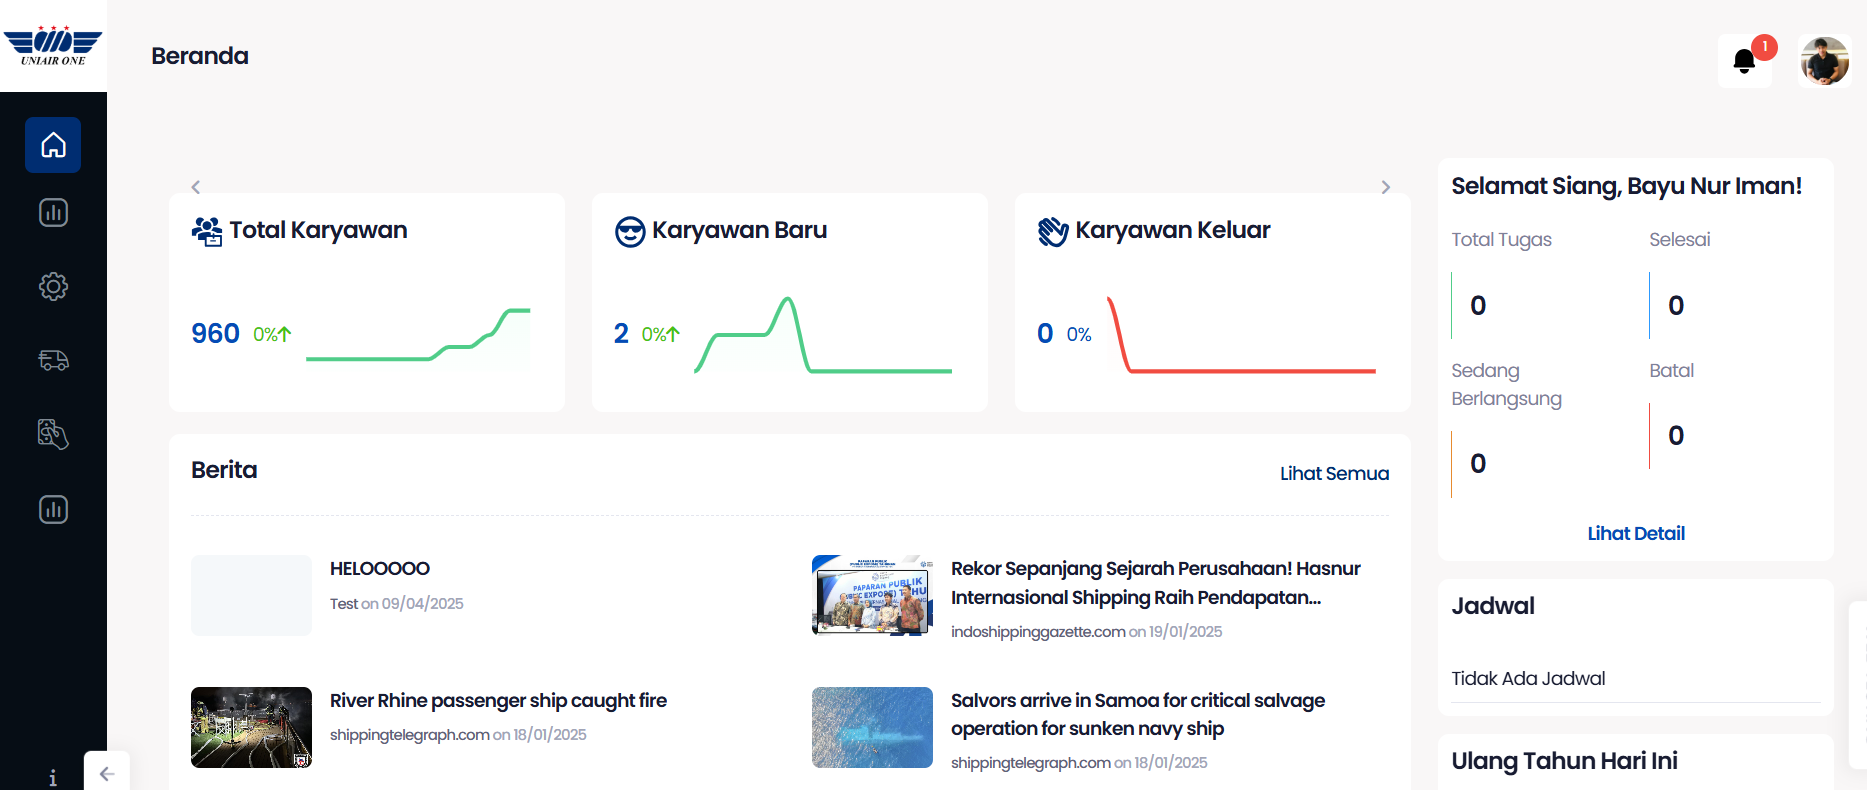 UNIAIR ONE
Beranda
1
Total Karyawan
960 0%
Karyawan Baru
2 0%
Karyawan Keluar
0 0%
Selamat Siang, Bayu Nur Iman!
Total Tugas
0
Selesai
0
Sedang
Berlangsung
0
Batal
0
Lihat Detail
Berita
Lihat Semua
HELOOOOO
Test on 09/04/2025
Rekor Sepanjang Sejarah Perusahaan! Hasnur
Internasional Shipping Raih Pendapatan...
indoshippinggazette.com on 19/01/2025
PAPARAN PUBLIK
River Rhine passenger ship caught fire
shippingtelegraph.com on 18/01/2025
Salvors arrive in Samoa for critical salvage
operation for sunken navy ship
shippingtelegraph.com on 18/01/2025
Jadwal
Tidak Ada Jadwal
Ulang Tahun Hari Ini